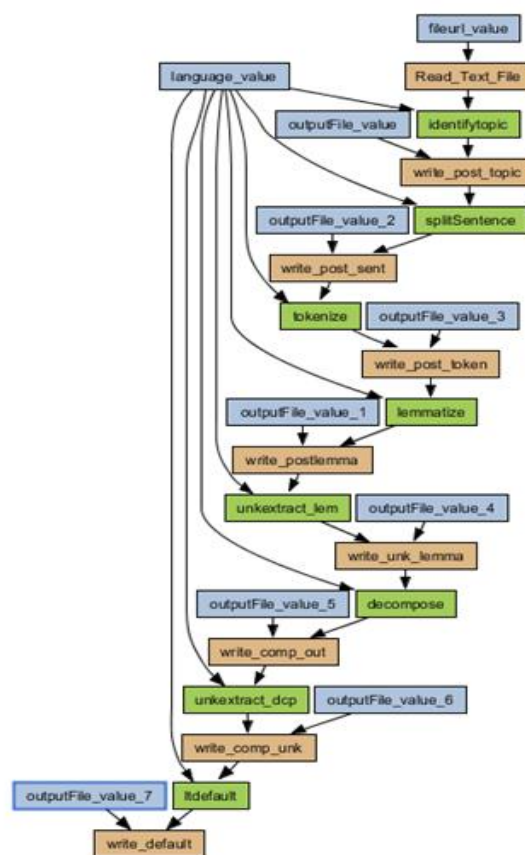 fileurl_value
language_value
Read_Text_File
outputFile_value
identifytopic
write_post_topic
outputFile_value_2
splitSentence
write_post_sent
tokenize
outputFile_value_3
write_post_token
outputFile_value_1
lemmatize
write_postlemma
unkextract_lem
outputFile_value_4
write_unk_lemma
outputFile_value_5
decompose
write_comp_out
unkextract_dcp
outputFile_value_6
write_comp_unk
outputFile_value_7
ltdefault
write_default